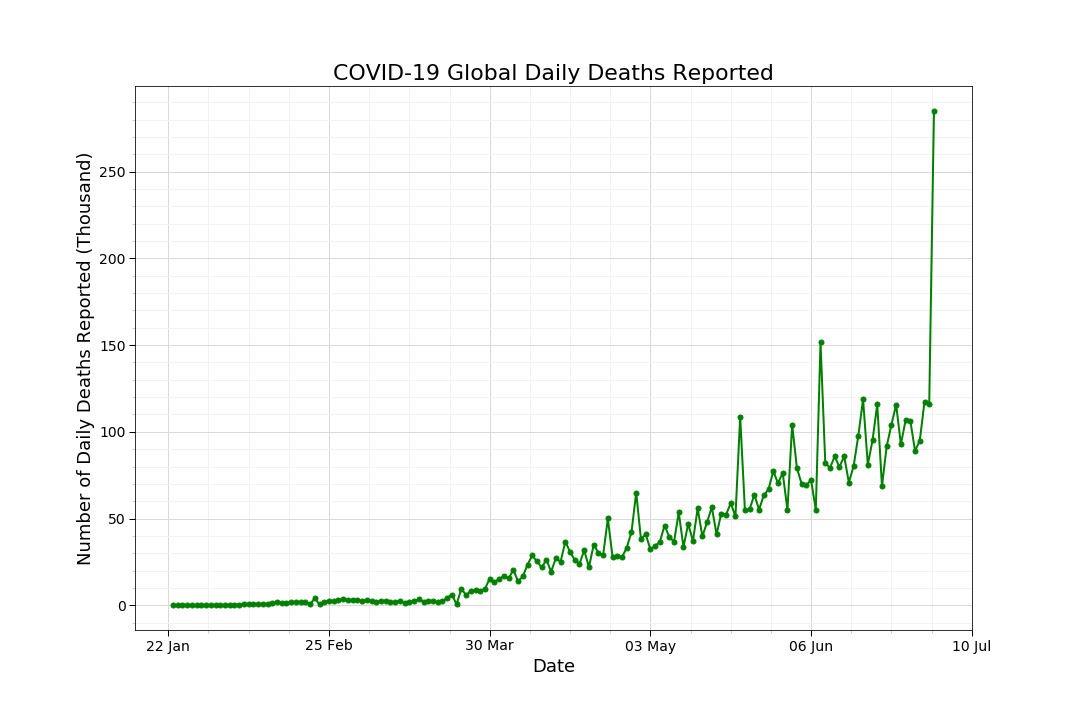 COVID-19 Global Daily Deaths Reported
Number of Daily Deaths Reported (Thousand)
250
200
150
100
50
0
22 Jan
25 Feb
30 Mar
03 May
06 Jun
10 Jul
Date